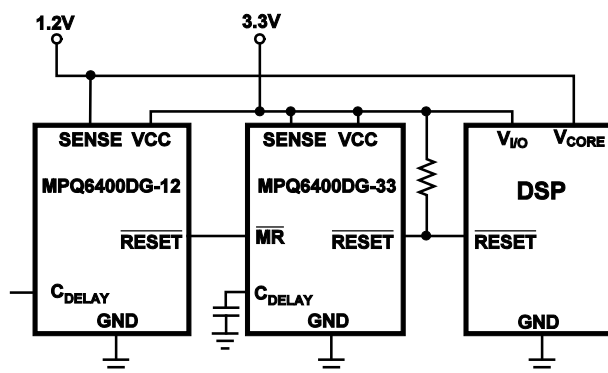 1.2V 3.3V
SENSE VCC SENSE VCC V_I/O V_CORE
MPQ6400DG-12 MPQ6400DG-33 DSP
RESET MR RESET RESET
C_DELAY C_DELAY
GND GND GND